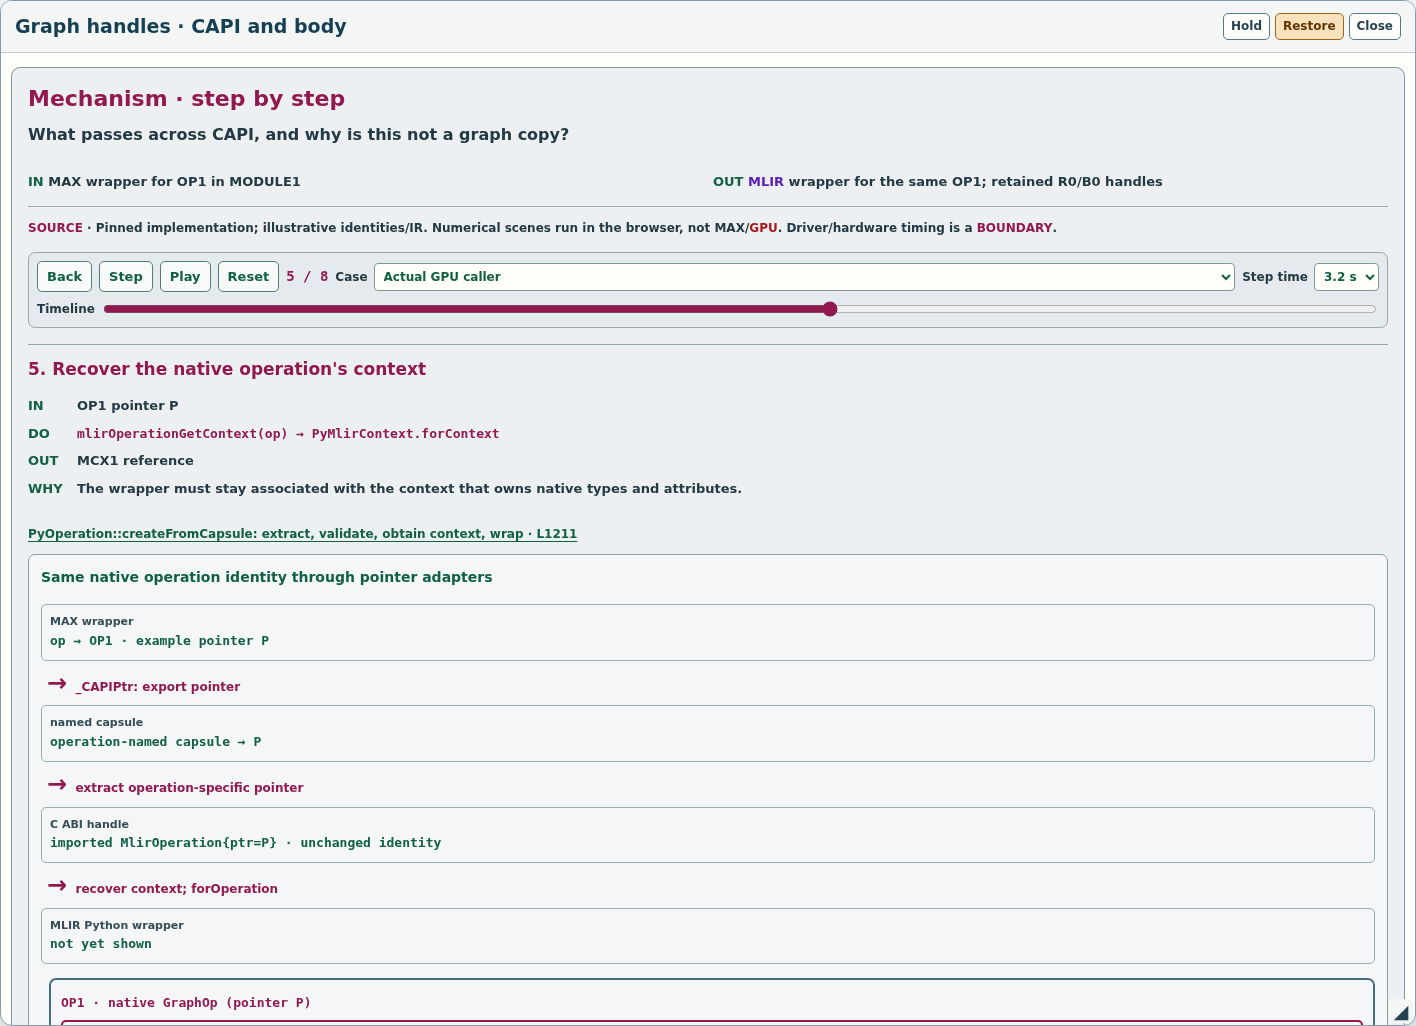 Graph handles · CAPI and body
Hold Restore Close
Mechanism · step by step
What passes across CAPI, and why is this not a graph copy?
IN MAX wrapper for OP1 in MODULE1
OUT MLIR wrapper for the same OP1; retained R0/B0 handles
SOURCE · Pinned implementation; illustrative identities/IR. Numerical scenes run in the browser, not MAX/GPU. Driver/hardware timing is a BOUNDARY.
Back Step Play Reset 5 / 8 Case Actual GPU caller Step time 3.2 s
Timeline
5. Recover the native operation's context
IN OP1 pointer P
DO mlirOperationGetContext(op) → PyMlirContext.forContext
OUT MCX1 reference
WHY The wrapper must stay associated with the context that owns native types and attributes.
PyOperation::createFromCapsule: extract, validate, obtain context, wrap · L1211
Same native operation identity through pointer adapters
MAX wrapper
op → OP1 · example pointer P
→ _CAPIPtr: export pointer
named capsule
operation-named capsule → P
→ extract operation-specific pointer
C ABI handle
imported MlirOperation{ptr=P} · unchanged identity
→ recover context; forOperation
MLIR Python wrapper
not yet shown
OP1 · native GraphOp (pointer P)